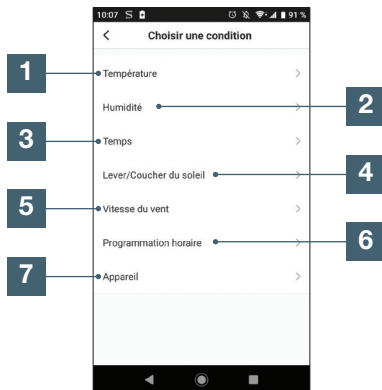 10:07 S 91 %
Choisir une condition
1
Température
Humidité
2
3
Temps
Lever/Coucher du soleil
4
5
Vitesse du vent
Programmation horaire
6
7
Appareil